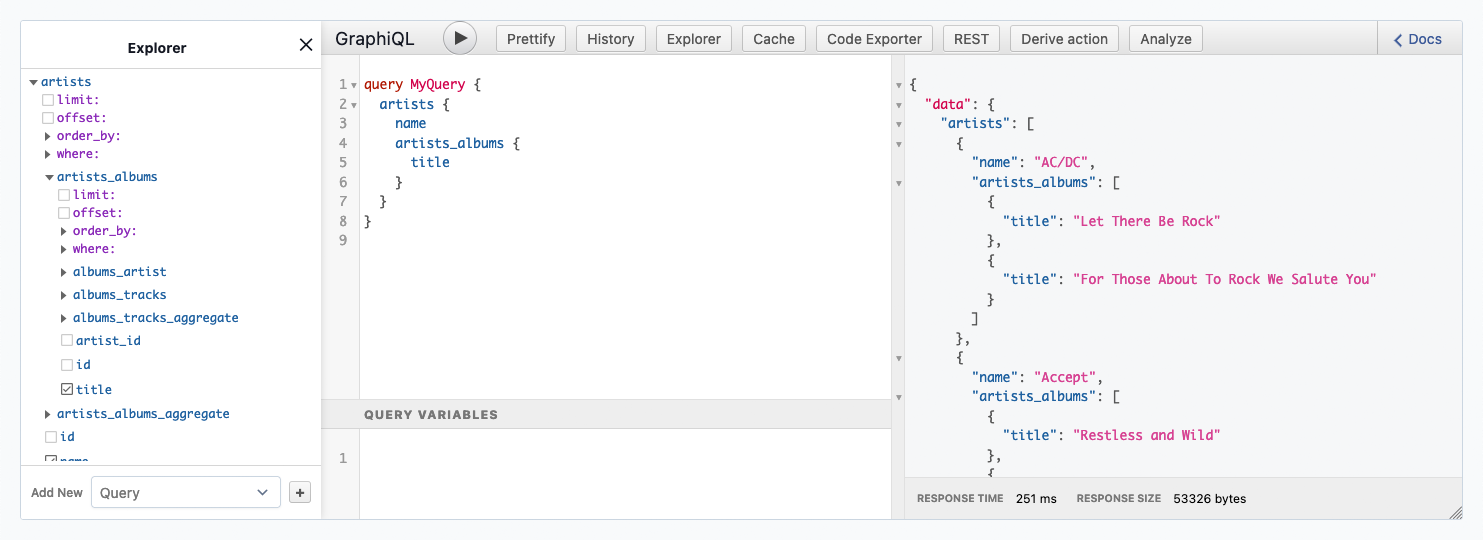 Explorer
artists
limit:
offset:
order_by:
where:
artists_albums
limit:
offset:
order_by:
where:
albums_artist
albums_tracks
albums_tracks_aggregate
artist_id
id
title
artists_albums_aggregate
id
name
Add New
Query
+
GraphiQL
Prettify
History
Explorer
Cache
Code Exporter
REST
Derive action
Analyze
Docs
1 query MyQuery {
2 artists {
3 name
4 artists_albums {
5 title
6 }
7 }
8 }
9
QUERY VARIABLES
1
{
"data": {
"artists": [
{
"name": "AC/DC",
"artists_albums": [
{
"title": "Let There Be Rock"
},
{
"title": "For Those About To Rock We Salute You"
}
]
},
{
"name": "Accept",
"artists_albums": [
{
"title": "Restless and Wild"
},
{
RESPONSE TIME 251 ms RESPONSE SIZE 53326 bytes